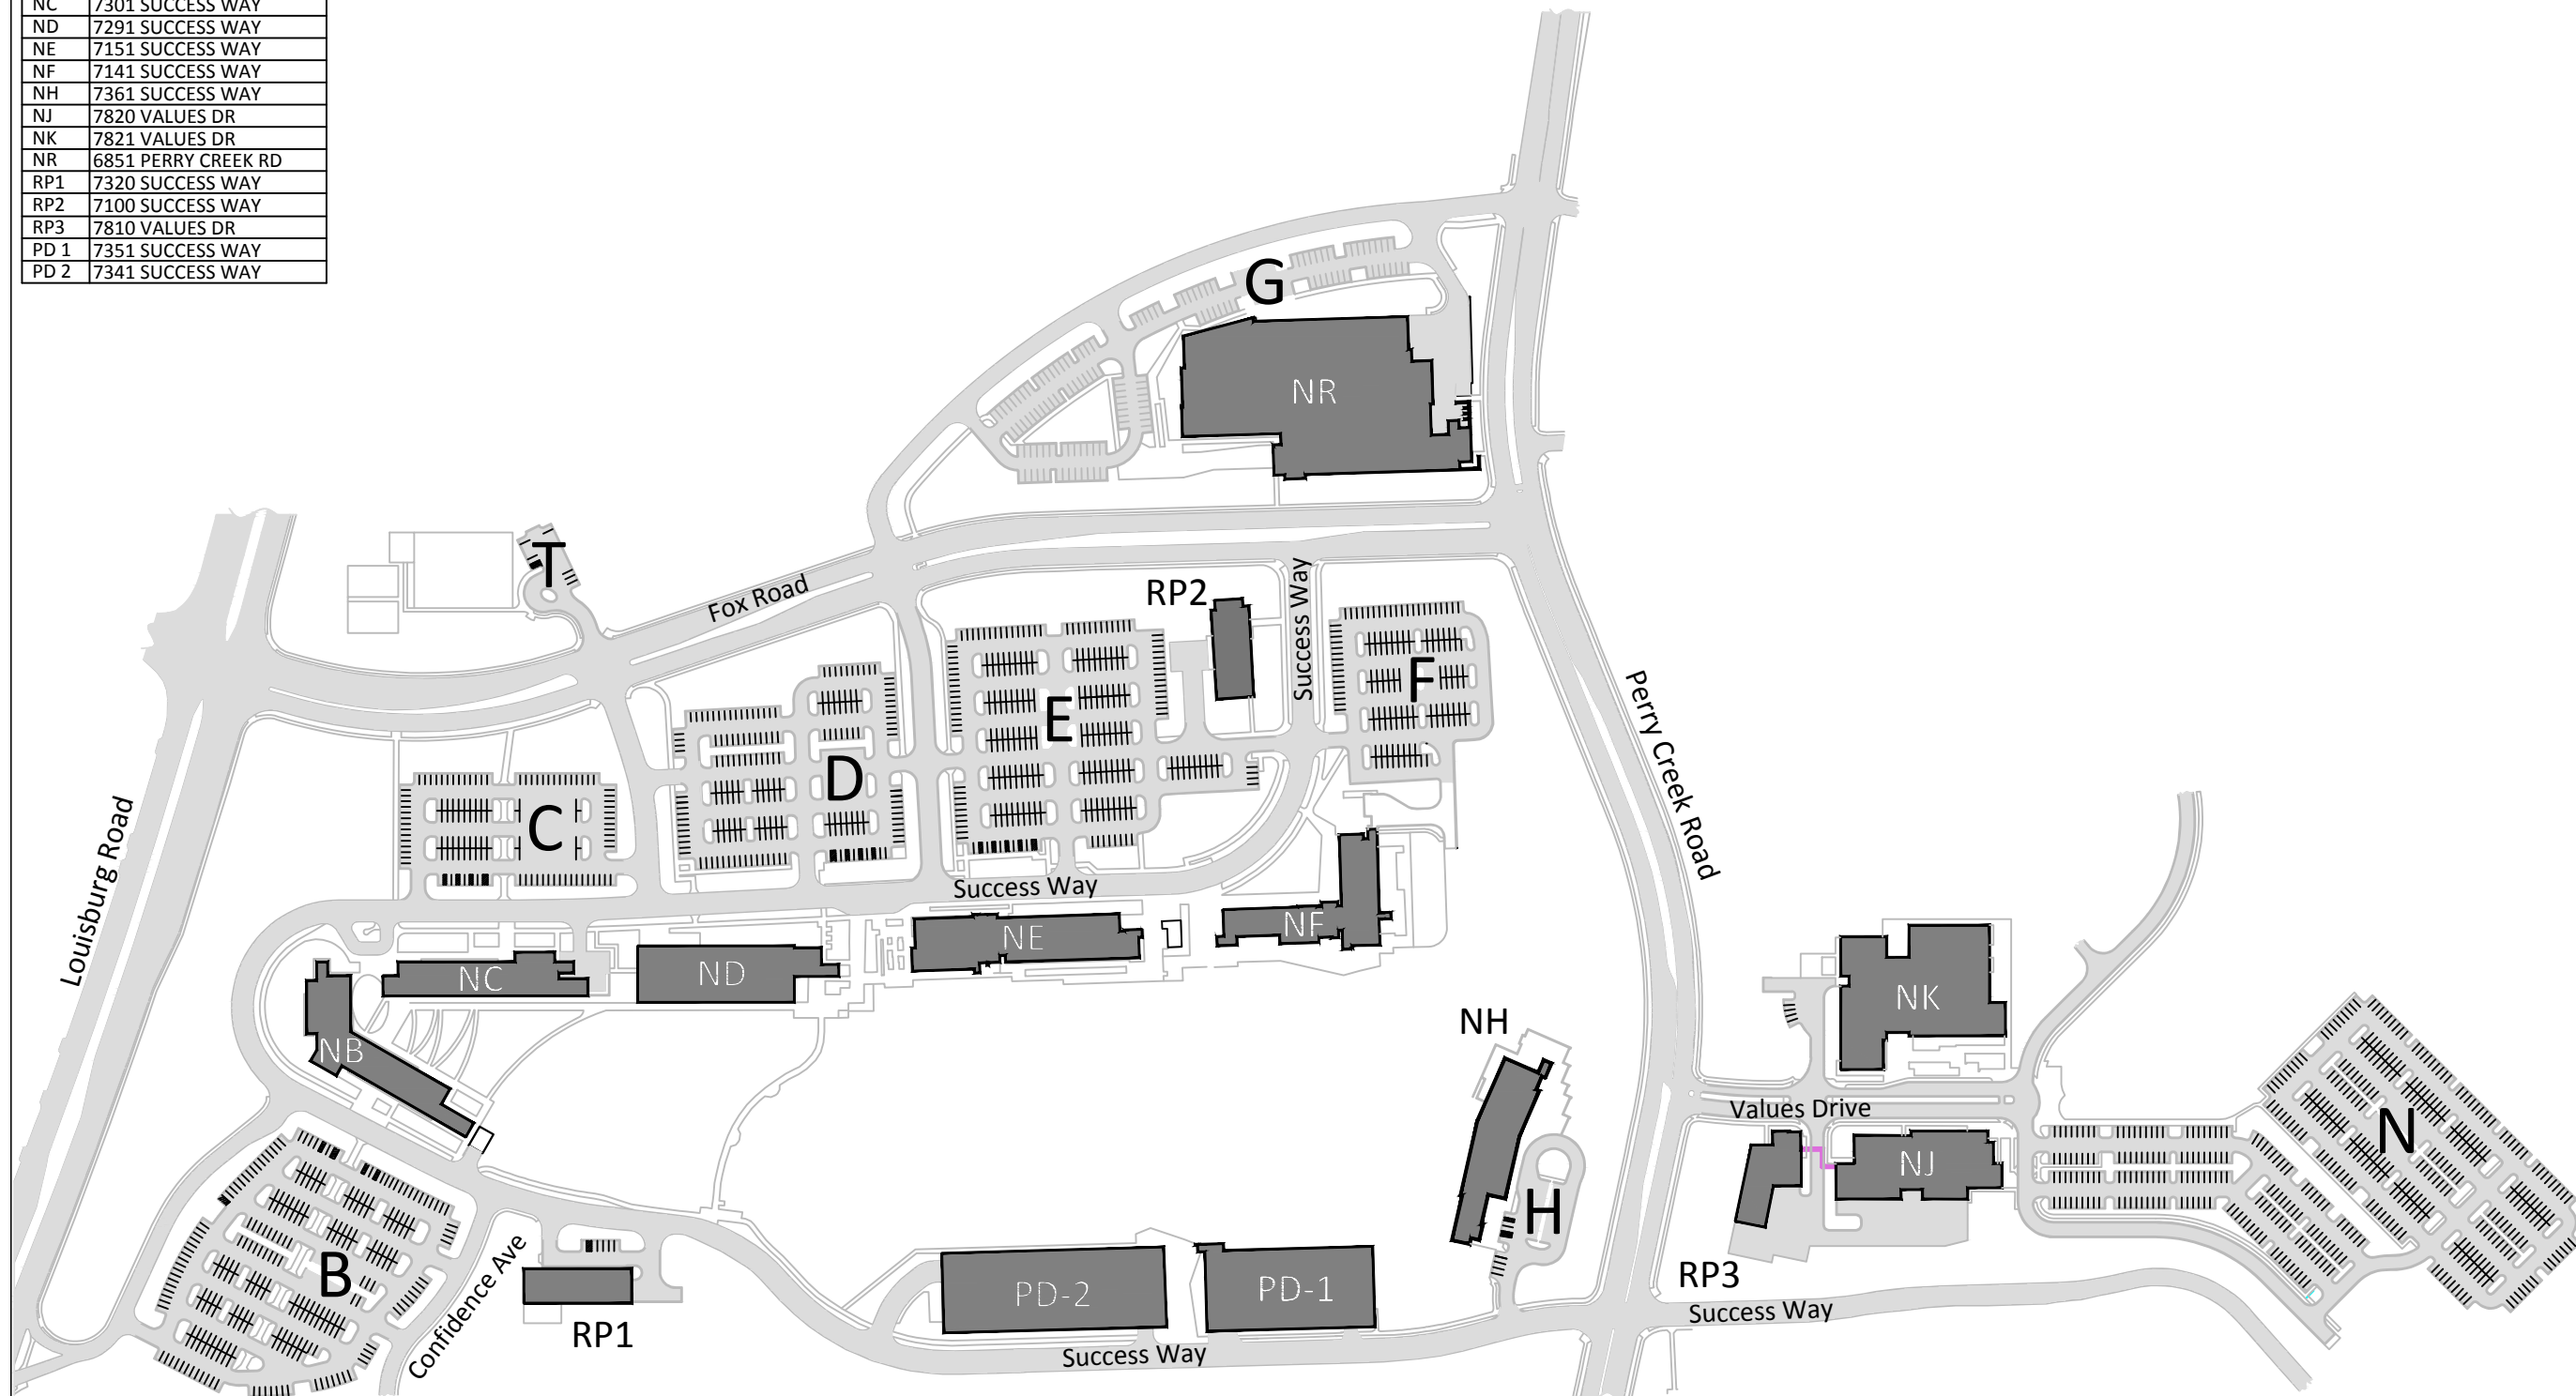 NC 7301 SUCCESS WAY
ND 7291 SUCCESS WAY
NE 7151 SUCCESS WAY
NF 7141 SUCCESS WAY
NH 7361 SUCCESS WAY
NJ 7820 VALUES DR
NK 7821 VALUES DR
NR 6851 PERRY CREEK RD
RP1 7320 SUCCESS WAY
RP2 7100 SUCCESS WAY
RP3 7810 VALUES DR
PD 1 7351 SUCCESS WAY
PD 2 7341 SUCCESS WAY
G
NR
T
Fox Road
RP2
Success Way
F
E
D
C
Perry Creek Road
Louisburg Road
Success Way
NF
NE
ND
NC
NB
NK
NH
Values Drive
N
NJ
H
B
Confidence Ave
RP1
PD-2
PD-1
RP3
Success Way
Success Way